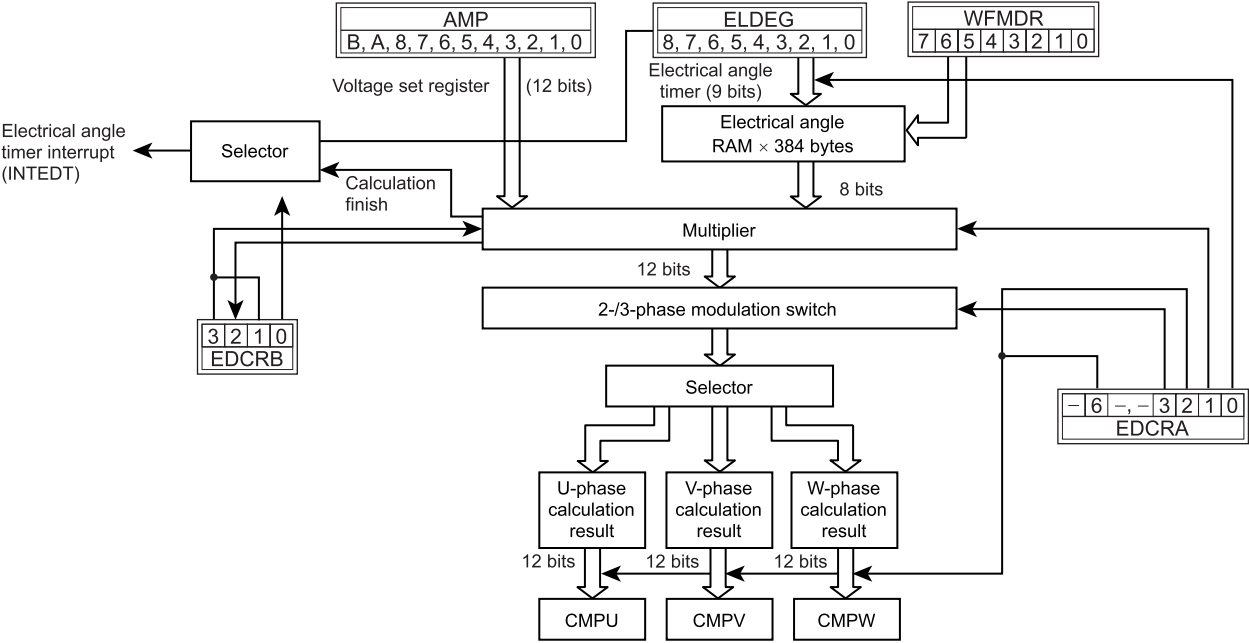 AMP
B, A, 8, 7, 6, 5, 4, 3, 2, 1, 0
ELDEG
8, 7, 6, 5, 4, 3, 2, 1, 0
WFMDR
7 6 5 4 3 2 1 0
Voltage set register
(12 bits)
Electrical angle
timer (9 bits)
Electrical angle
timer interrupt
(INTEDT)
Selector
Electrical angle
RAM × 384 bytes
Calculation
finish
8 bits
Multiplier
12 bits
2-/3-phase modulation switch
3 2 1 0
EDCRB
Selector
– 6 –, – 3 2 1 0
EDCRA
U-phase
calculation
result
V-phase
calculation
result
W-phase
calculation
result
12 bits
12 bits
12 bits
CMPU
CMPV
CMPW